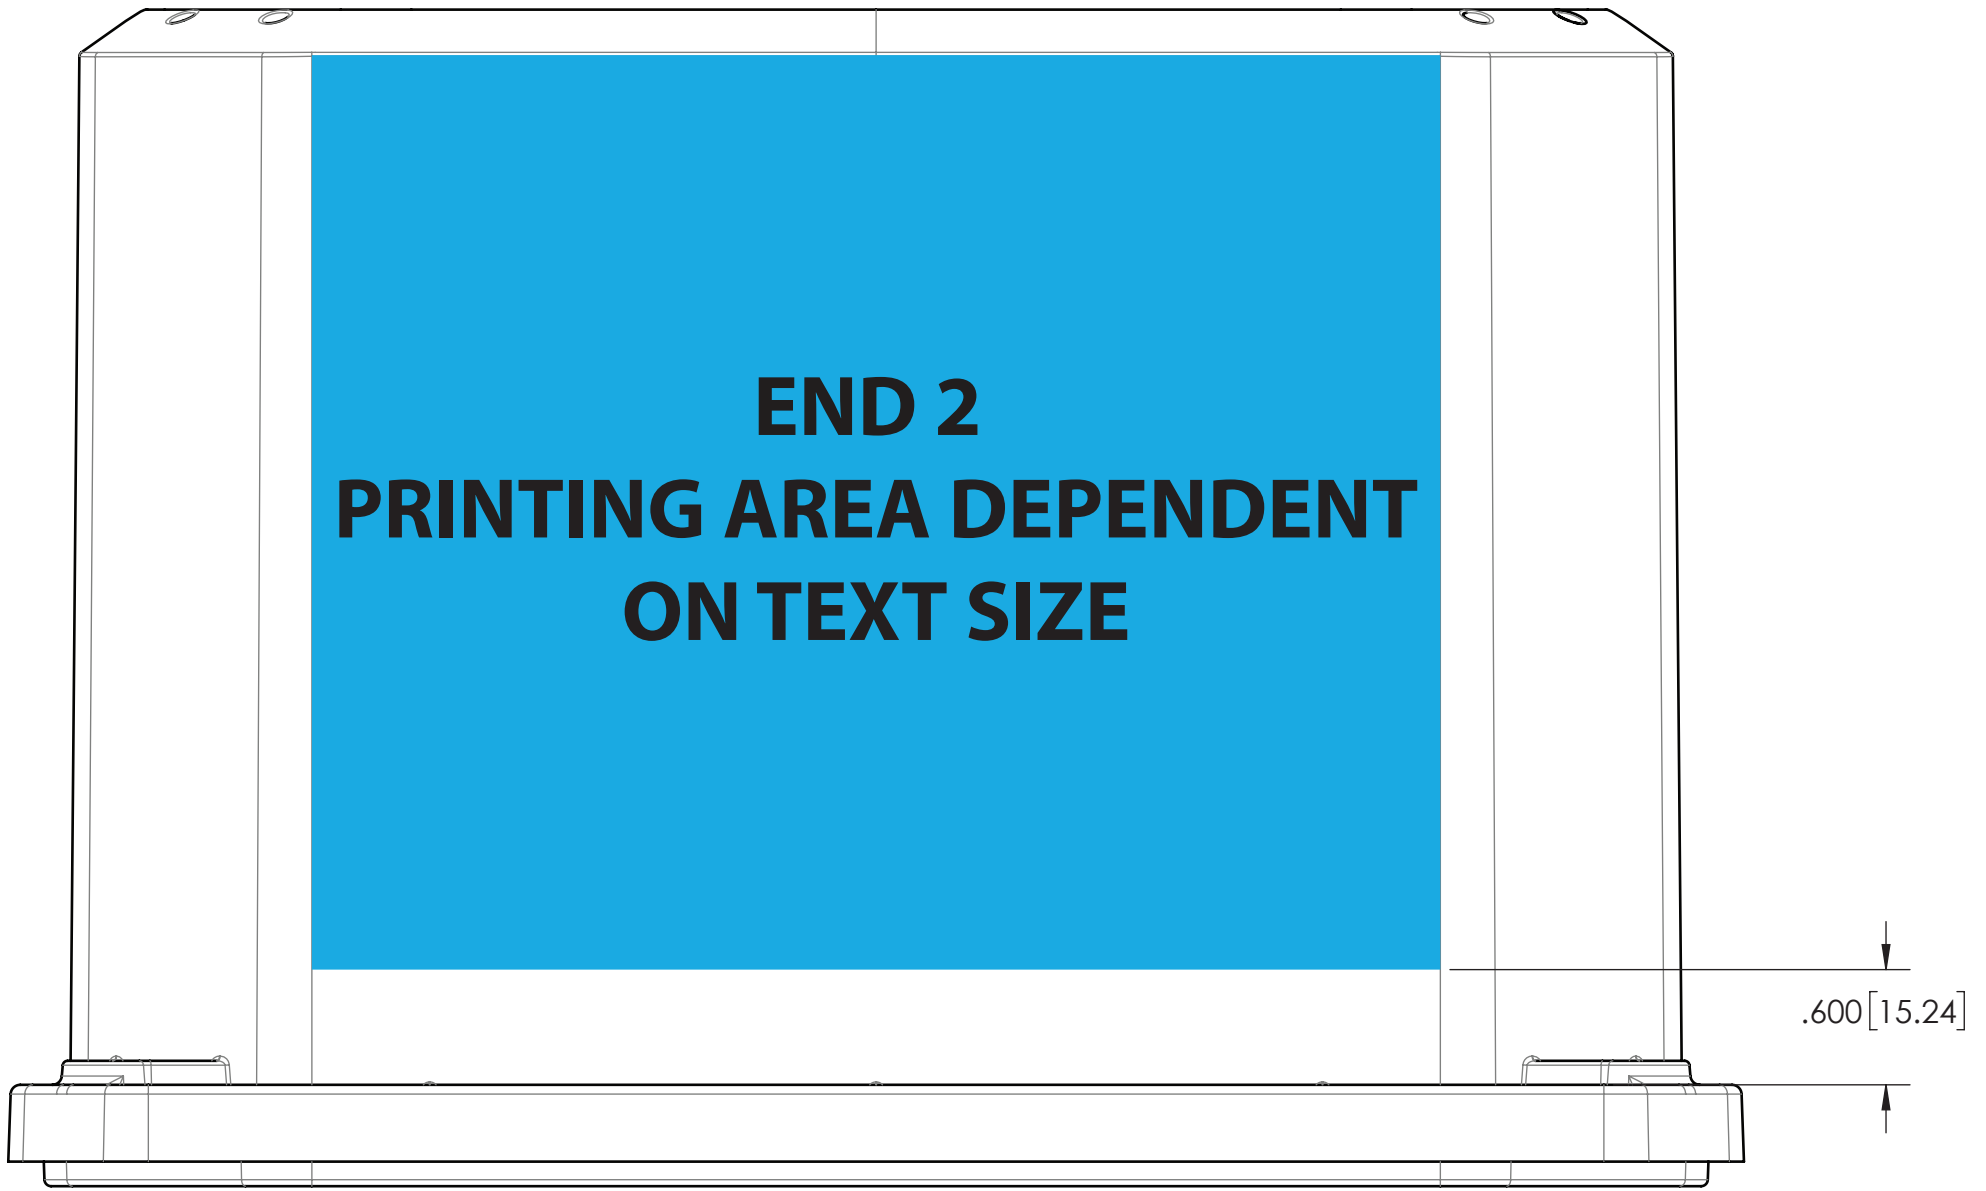 END 2
PRINTING AREA DEPENDENT
ON TEXT SIZE
.600[15.24]